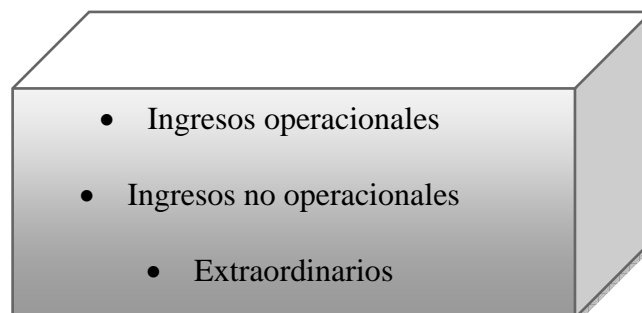 • Ingresos operacionales
• Ingresos no operacionales
• Extraordinarios